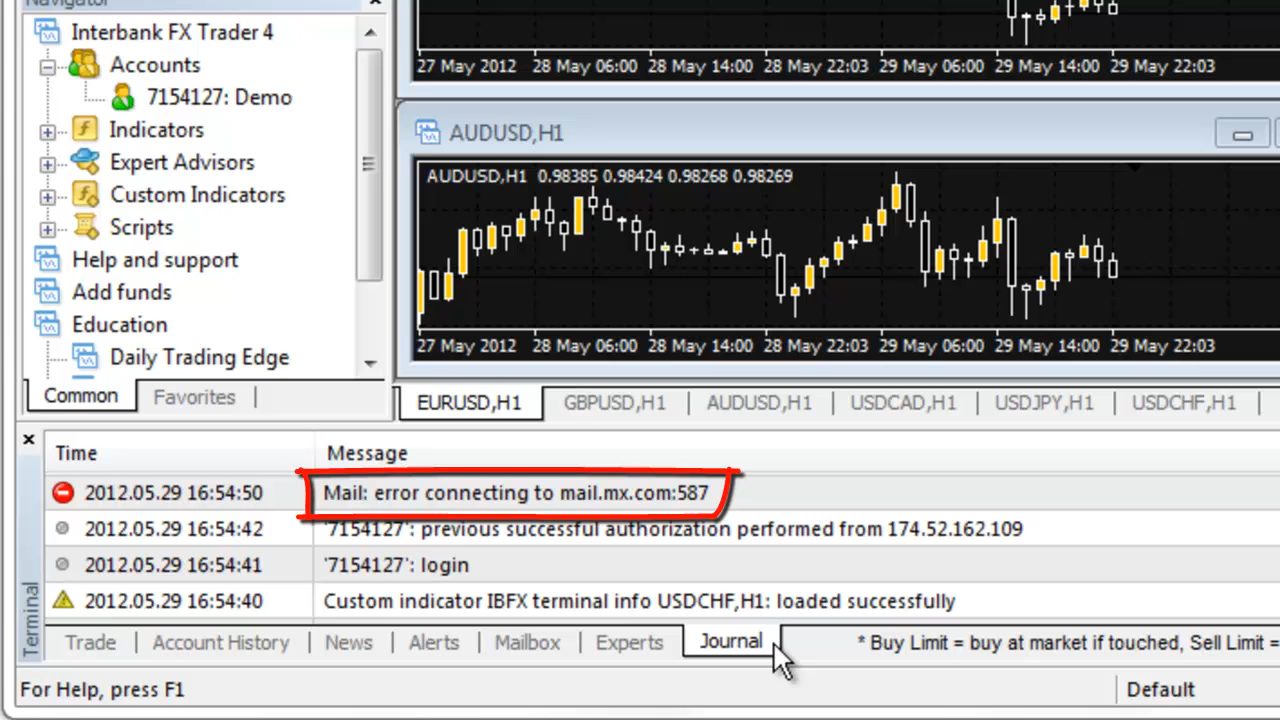 Navigator
Interbank FX Trader 4
Accounts
7154127: Demo
Indicators
Expert Advisors
Custom Indicators
Scripts
Help and support
Add funds
Education
Daily Trading Edge
Common
Favorites
27 May 2012 28 May 06:00 28 May 14:00 28 May 22:03 29 May 06:00 29 May 14:00 29 May 22:03
AUDUSD,H1
AUDUSD,H1 0.98385 0.98424 0.98268 0.98269
27 May 2012 28 May 06:00 28 May 14:00 28 May 22:03 29 May 06:00 29 May 14:00 29 May 22:03
EURUSD,H1 GBPUSD,H1 AUDUSD,H1 USDCAD,H1 USDJPY,H1 USDCHF,H1
Time Message
2012.05.29 16:54:50 Mail: error connecting to mail.mx.com:587
2012.05.29 16:54:42 '7154127': previous successful authorization performed from 174.52.162.109
2012.05.29 16:54:41 '7154127': login
2012.05.29 16:54:40 Custom indicator IBFX terminal info USDCHF,H1: loaded successfully
Terminal
Trade Account History News Alerts Mailbox Experts Journal * Buy Limit = buy at market if touched, Sell Limit =
For Help, press F1 Default